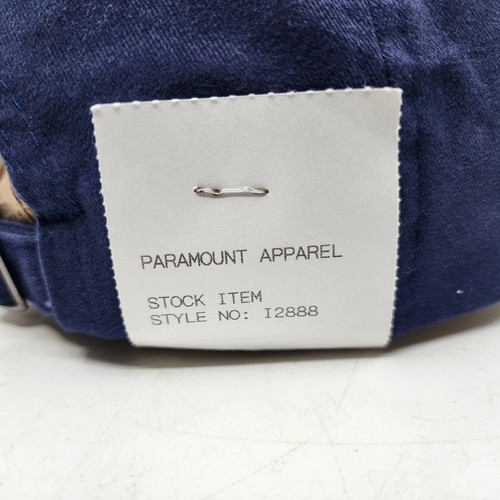 PARAMOUNT APPAREL
STOCK ITEM
STYLE NO: I2888